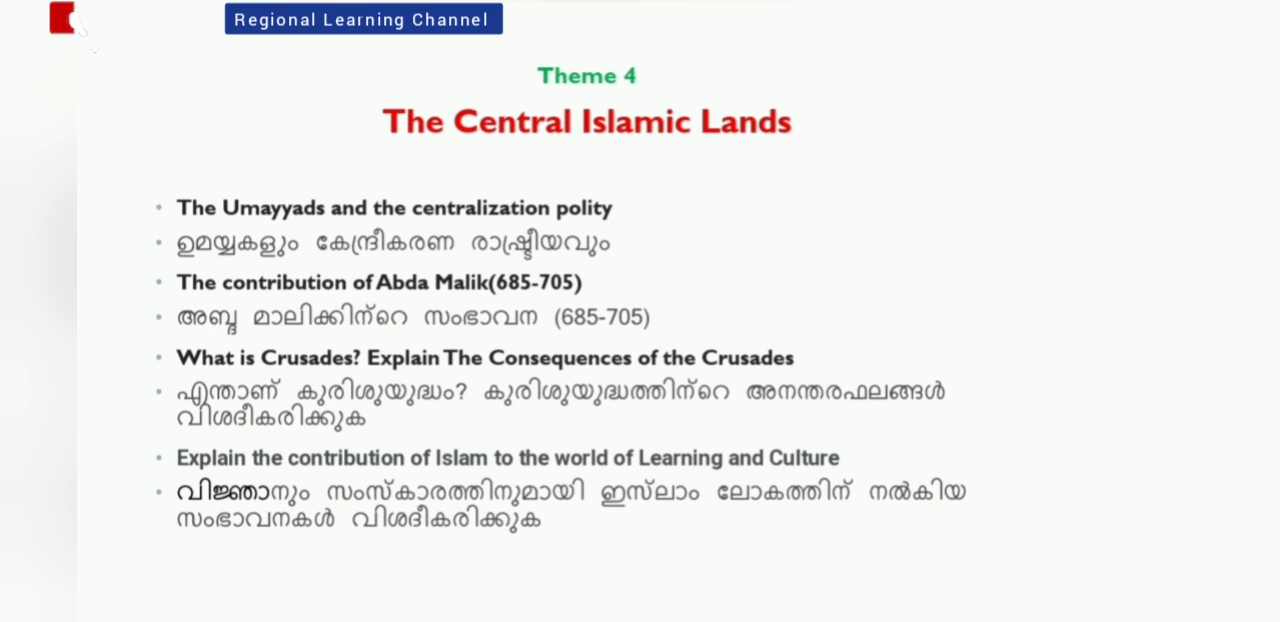 Regional Learning Channel
Theme 4
The Central Islamic Lands
• The Umayyads and the centralization polity
• ഉമയ്യകളും കേന്ദ്രീകരണ രാഷ്ട്രീയവും
• The contribution of Abda Malik(685-705)
• അബ്ദ മാലിക്കിന്റെ സംഭാവന (685-705)
• What is Crusades? Explain The Consequences of the Crusades
• എന്താണ് കുരിശുയുദ്ധം? കുരിശുയുദ്ധത്തിന്റെ അനന്തരഫലങ്ങൾ
വിശദീകരിക്കുക
• Explain the contribution of Islam to the world of Learning and Culture
• വിജ്ഞാനും സംസ്കാരത്തിനുമായി ഇസ്ലാം ലോകത്തിന് നൽകിയ
സംഭാവനകൾ വിശദീകരിക്കുക